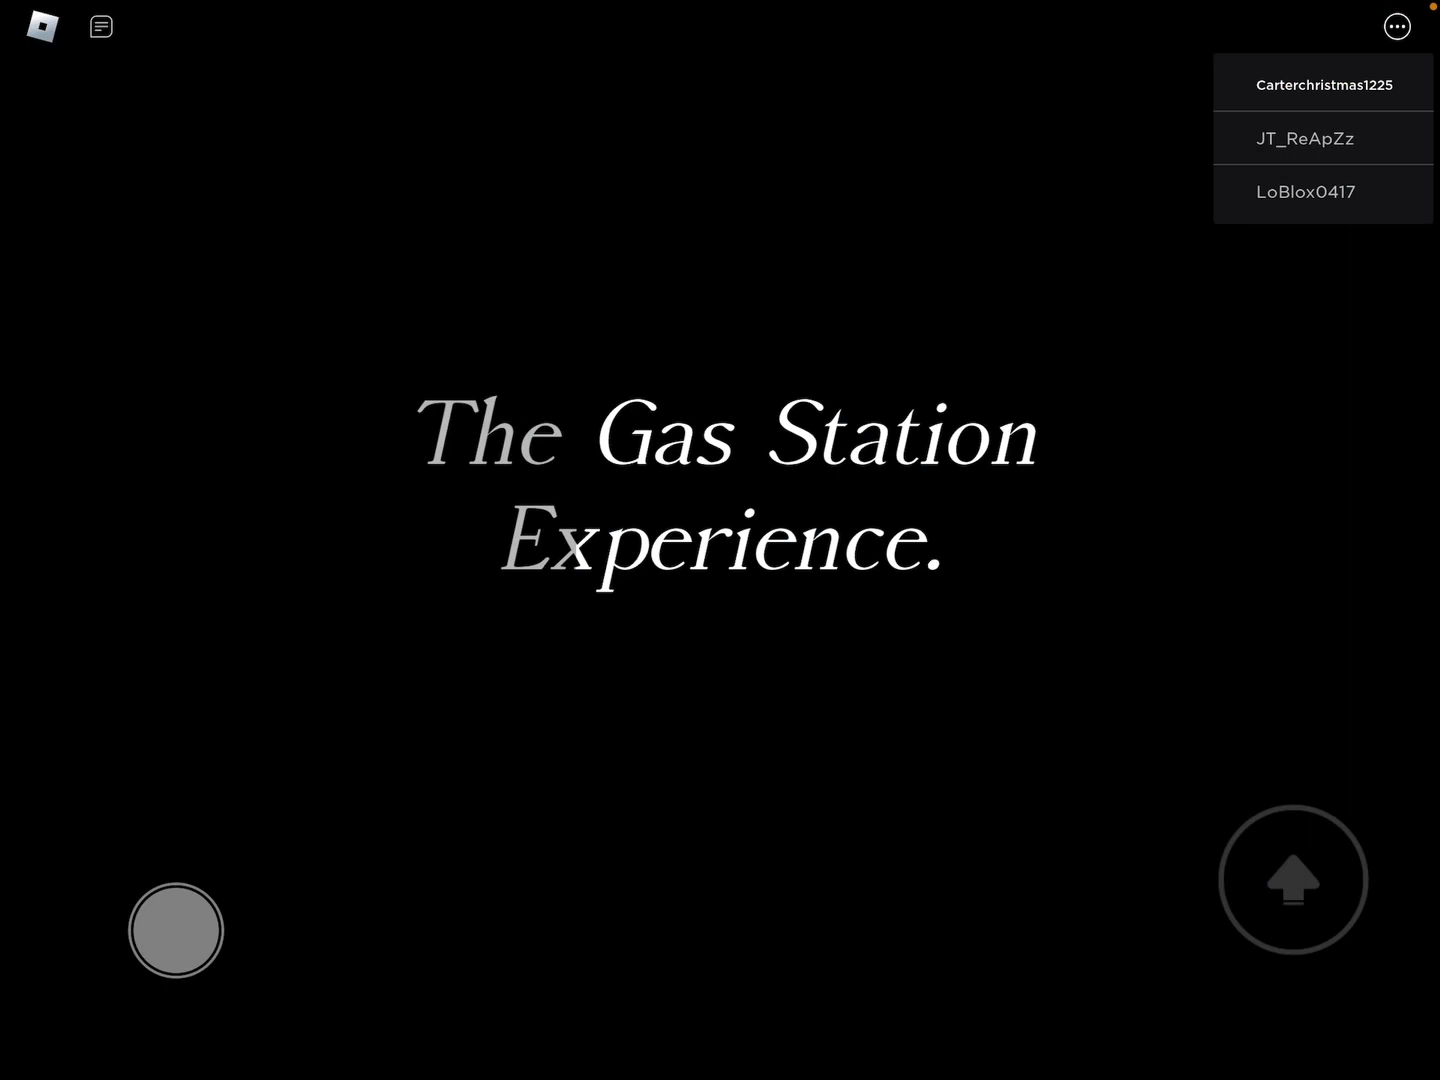 Carterchristmas1225
JT_ReApZz
LoBlox0417
The Gas Station
Experience.